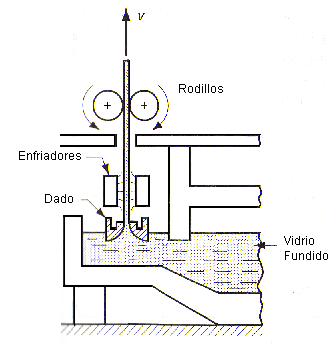 v
Rodillos
Enfriadores
Dado
Vidrio
Fundido